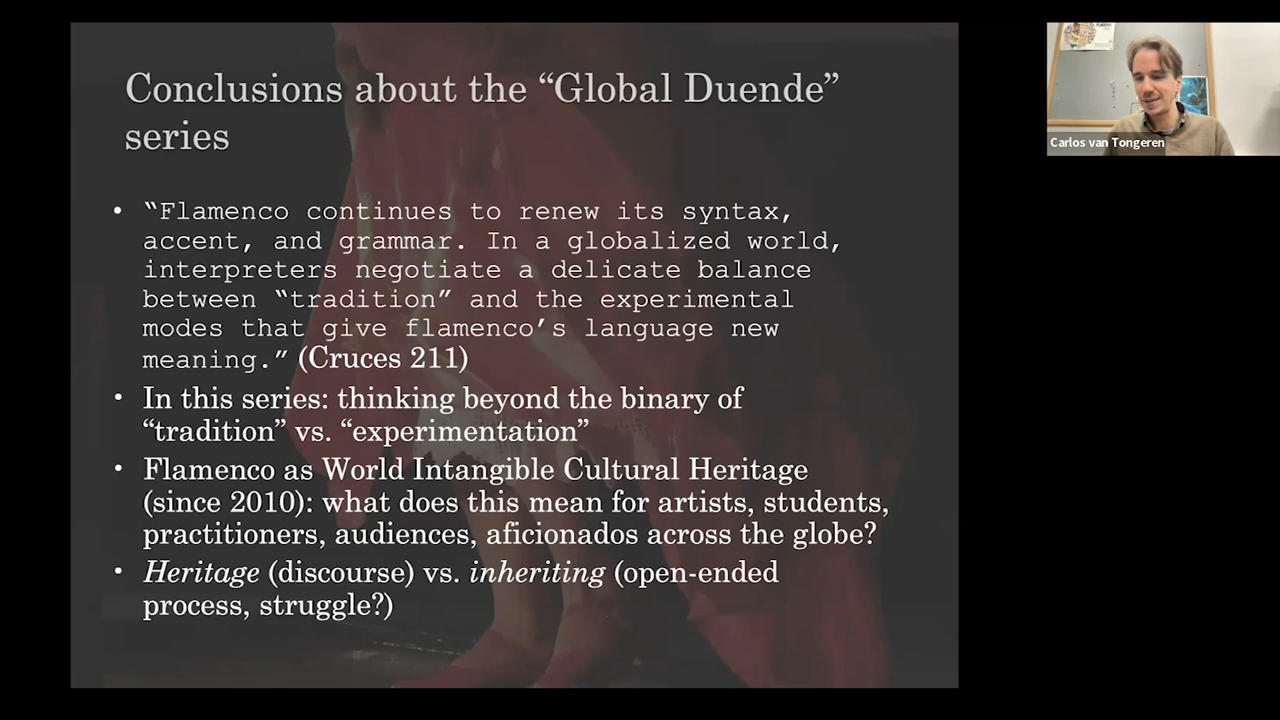 Conclusions about the “Global Duende”
series
• “Flamenco continues to renew its syntax,
accent, and grammar. In a globalized world,
interpreters negotiate a delicate balance
between “tradition” and the experimental
modes that give flamenco’s language new
meaning.” (Cruces 211)
• In this series: thinking beyond the binary of
“tradition” vs. “experimentation”
• Flamenco as World Intangible Cultural Heritage
(since 2010): what does this mean for artists, students,
practitioners, audiences, aficionados across the globe?
• Heritage (discourse) vs. inheriting (open-ended
process, struggle?)
Carlos van Tongeren